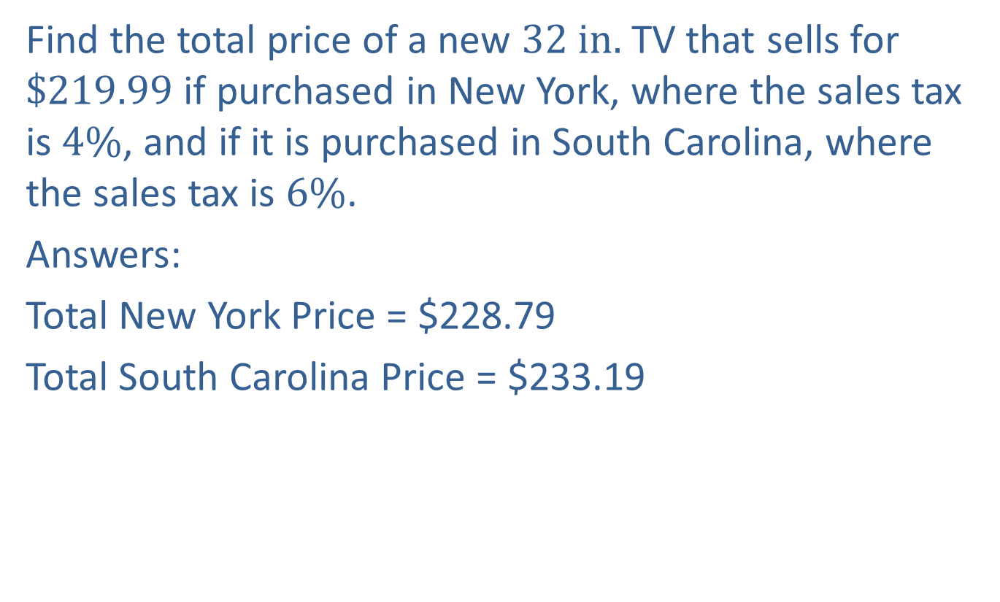 Find the total price of a new 32 in. TV that sells for
$219.99 if purchased in New York, where the sales tax
is 4%, and if it is purchased in South Carolina, where
the sales tax is 6%.
Answers:
Total New York Price = $228.79
Total South Carolina Price = $233.19